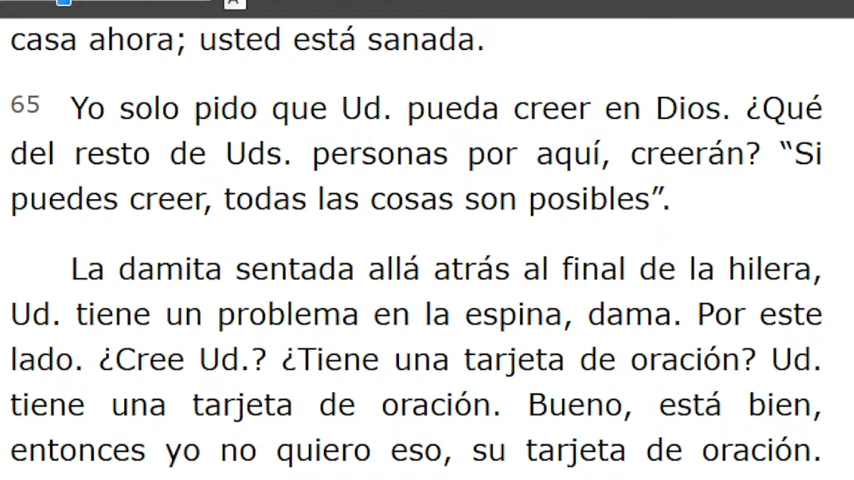 casa ahora; usted está sanada.
65 Yo solo pido que Ud. pueda creer en Dios. ¿Qué
del resto de Uds. personas por aquí, creerán? “Si
puedes creer, todas las cosas son posibles”.
La damita sentada allá atrás al final de la hilera,
Ud. tiene un problema en la espina, dama. Por este
lado. ¿Cree Ud.? ¿Tiene una tarjeta de oración? Ud.
tiene una tarjeta de oración. Bueno, está bien,
entonces yo no quiero eso, su tarjeta de oración.